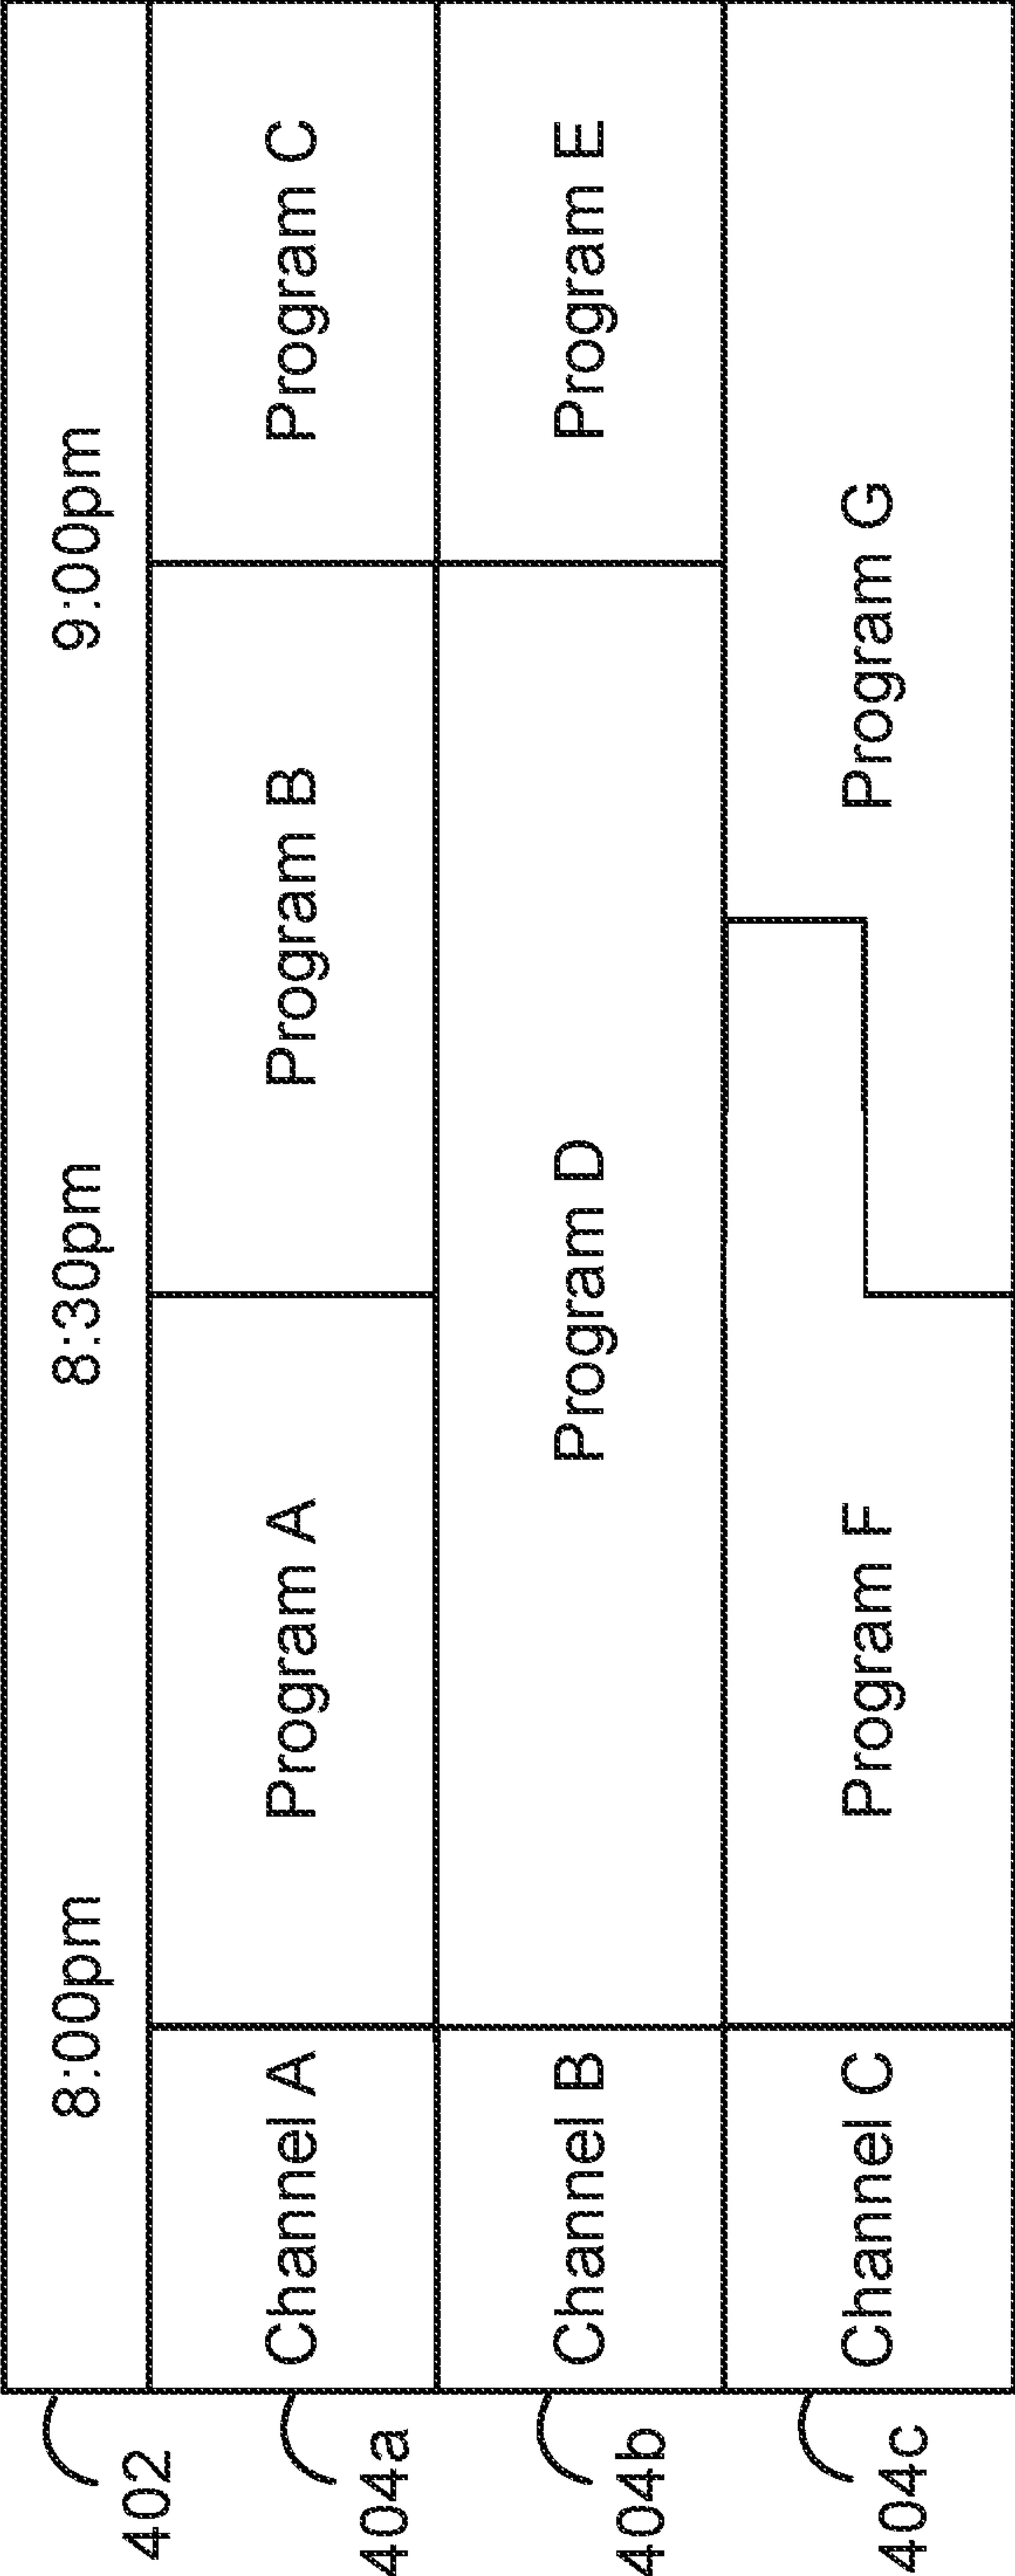 402
8:00pm 8:30pm 9:00pm
404a
Channel A Program A Program B Program C
404b
Channel B Program D Program E
404c
Channel C Program F Program G